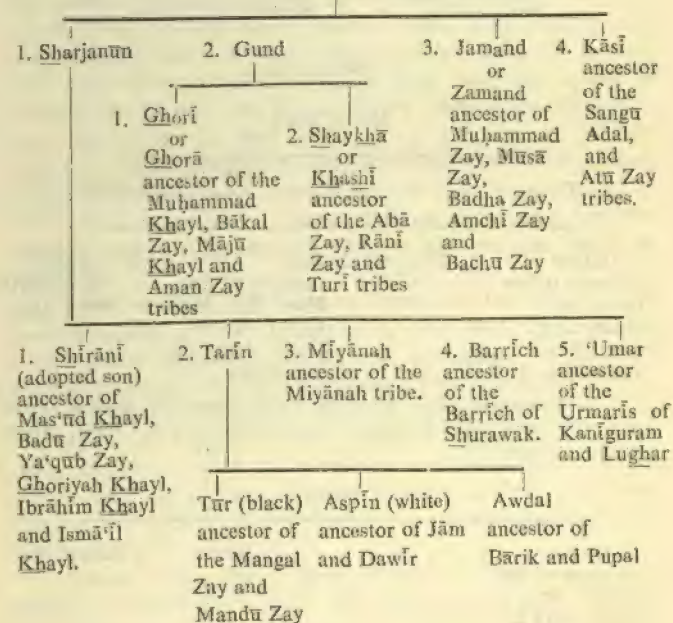 1. Sharjanūn
2. Gund
1. Ghorī
or
Ghorā
ancestor of the
Muḥammad
Khayl, Bākal
Zay, Mājū
Khayl and
Aman Zay
tribes
2. Shaykhā
or
Khashī
ancestor
of the Abā
Zay, Rānī
Zay and
Turī tribes
3. Jamand
or
Zamand
ancestor of
Muḥammad
Zay, Musā
Zay,
Badha Zay,
Amchī Zay
and
Bachū Zay
4. Kāsī
ancestor
of the
Sangū
Adal,
and
Atū Zay
tribes.
1. Shīrānī
(adopted son)
ancestor of
Mas‘ūd Khayl,
Badū Zay,
Ya‘qūb Zay,
Ghoriyah Khayl,
Ibrāhīm Khayl
and Ismā‘īl
Khayl.
2. Tarīn
3. Mīyānah
ancestor of the
Mīyānah tribe.
4. Barrīch
ancestor
of the
Barrīch of
Shurawak.
5. ‘Umar
ancestor
of the
Urmarīs of
Kanīguram
and Lughar
Tūr (black)
ancestor of
the Mangal
Zay and
Mandū Zay
Aspīn (white)
ancestor of Jām
and Dawīr
Awdal
ancestor of
Bārik and Pupal